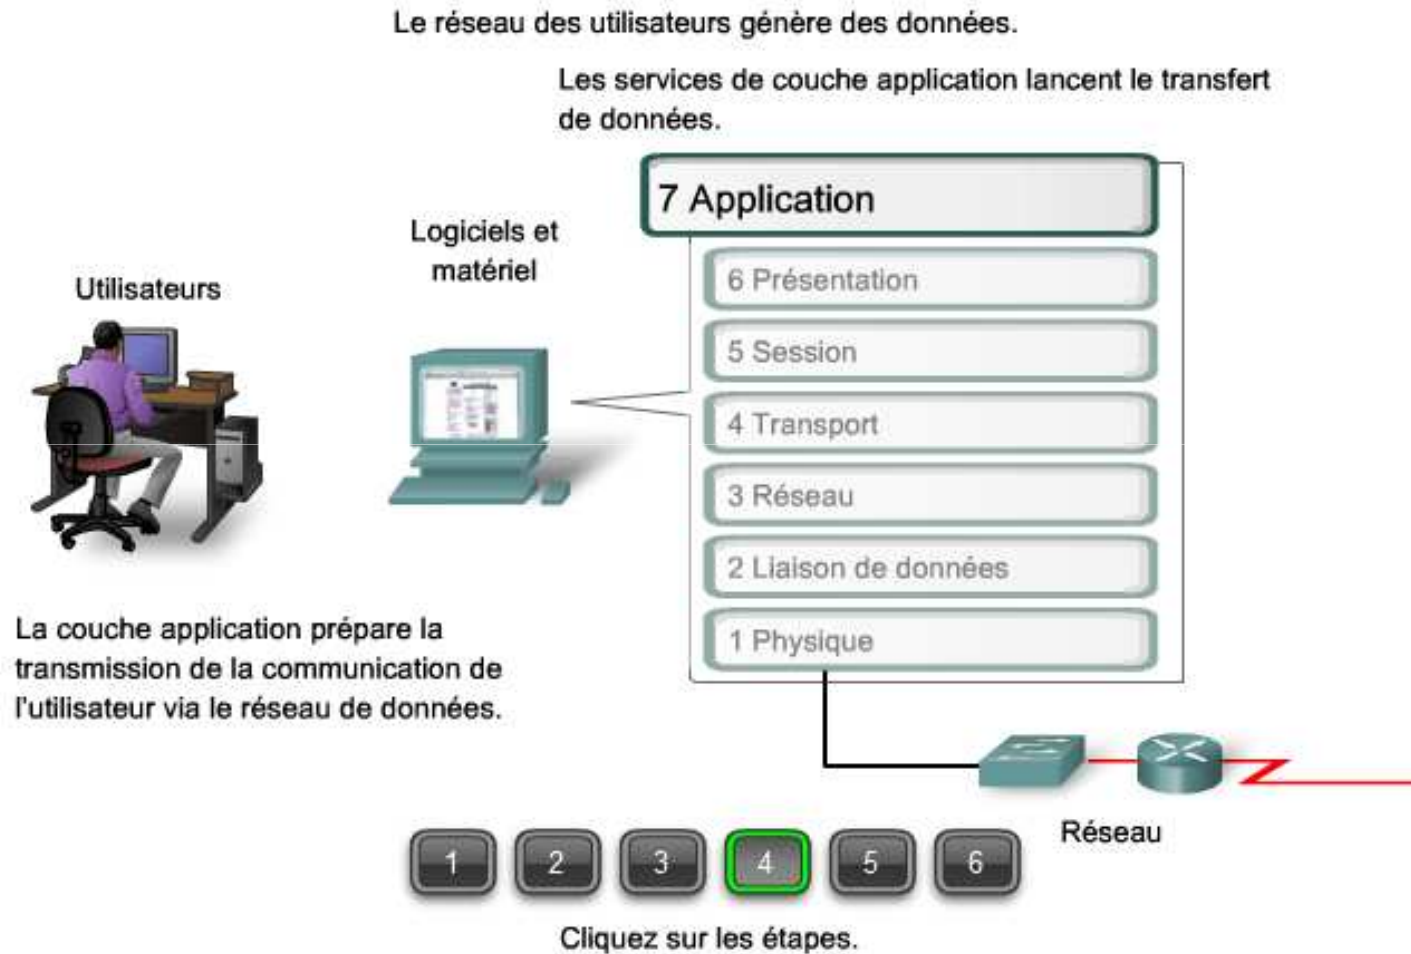 Le réseau des utilisateurs génère des données.
Les services de couche application lancent le transfert
de données.
7 Application
Logiciels et
matériel
Utilisateurs
6 Présentation
5 Session
4 Transport
3 Réseau
2 Liaison de données
1 Physique
La couche application prépare la
transmission de la communication de
l'utilisateur via le réseau de données.
Réseau
1 2 3 4 5 6
Cliquez sur les étapes.